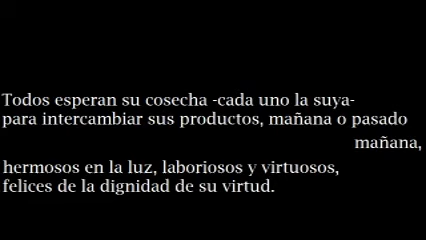 Todos esperan su cosecha -cada uno la suya-
para intercambiar sus productos, mañana o pasado
mañana,
hermosos en la luz, laboriosos y virtuosos,
felices de la dignidad de su virtud.